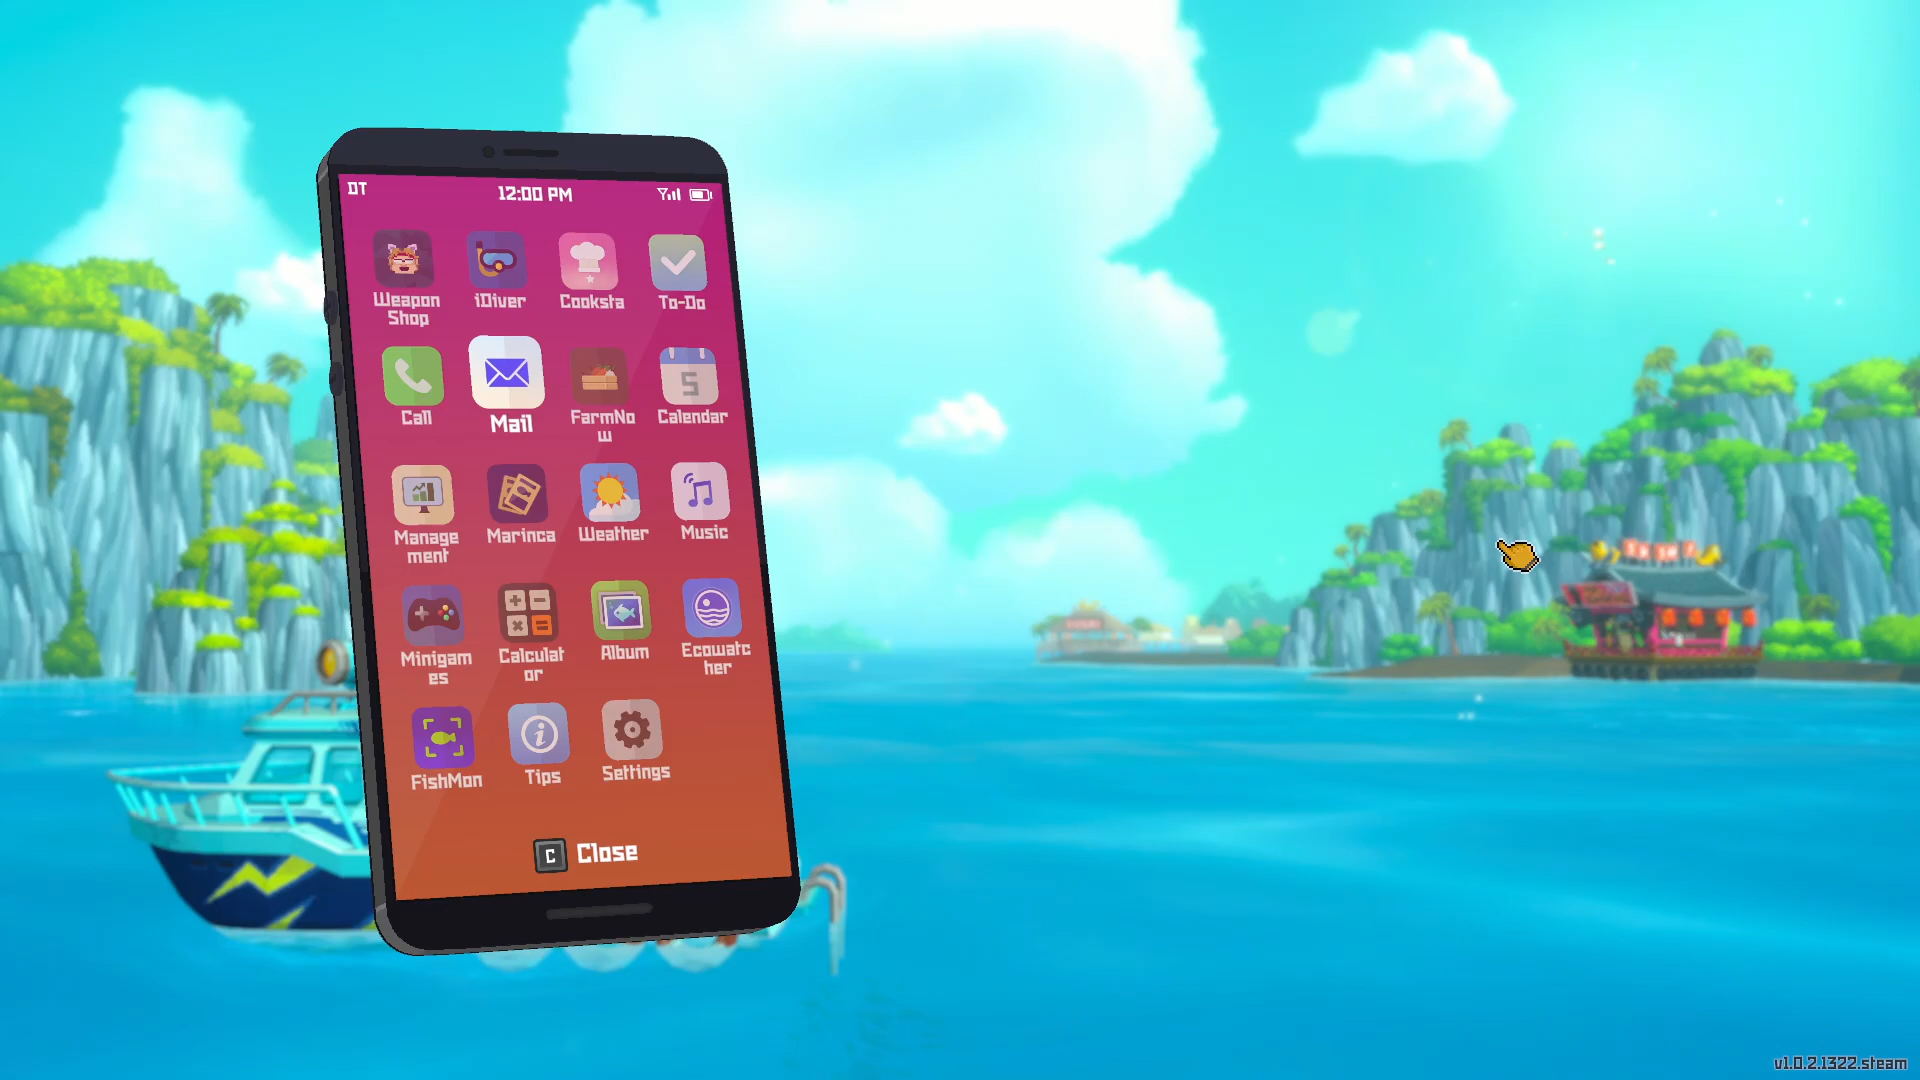 DT
12:00 PM
Weapon
Shop
iDiver
Cooksta
To-Do
Call
Mail
FarmNo
w
Calendar
5
Manage
ment
Marinca
Weather
Music
Minigam
es
Calculat
or
Album
Ecowatc
her
FishMon
Tips
Settings
C Close
v1.0.2.1322.steam